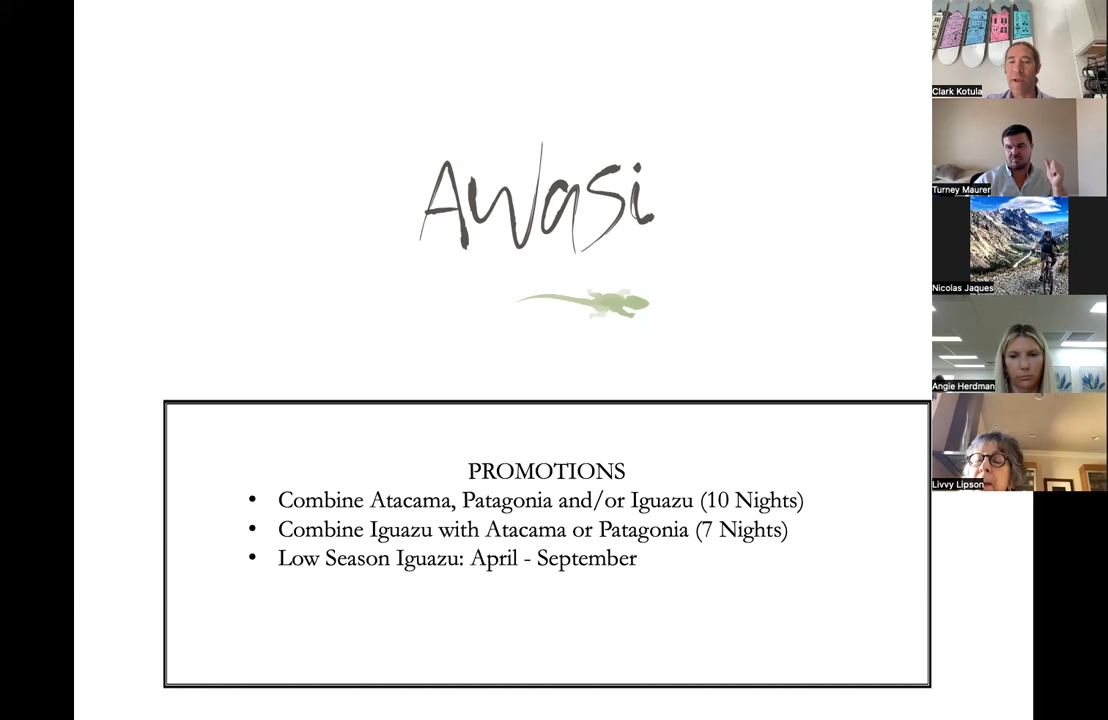 Awasi
PROMOTIONS
• Combine Atacama, Patagonia and/or Iguazu (10 Nights)
• Combine Iguazu with Atacama or Patagonia (7 Nights)
• Low Season Iguazu: April - September
Clark Kotula
Turney Maurer
Nicolas Jaques
Angie Herdman
Livvy Lipson